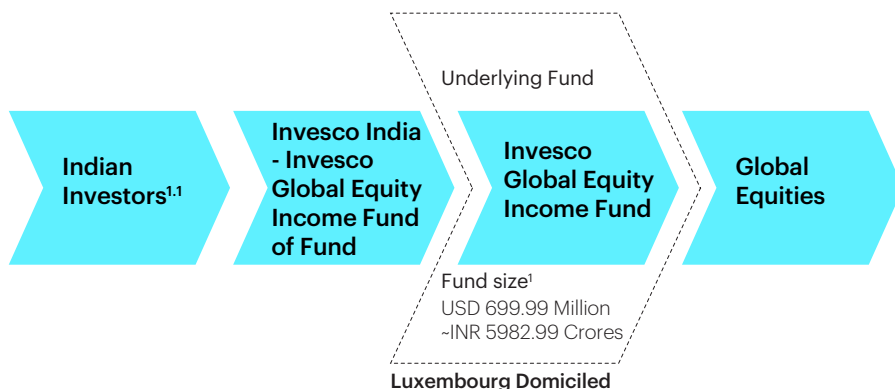 Underlying Fund
Indian
Investors¹·¹
Invesco India
- Invesco
Global Equity
Income Fund
of Fund
Invesco
Global Equity
Income Fund
Global
Equities
Fund size¹
USD 699.99 Million
~INR 5982.99 Crores
Luxembourg Domiciled